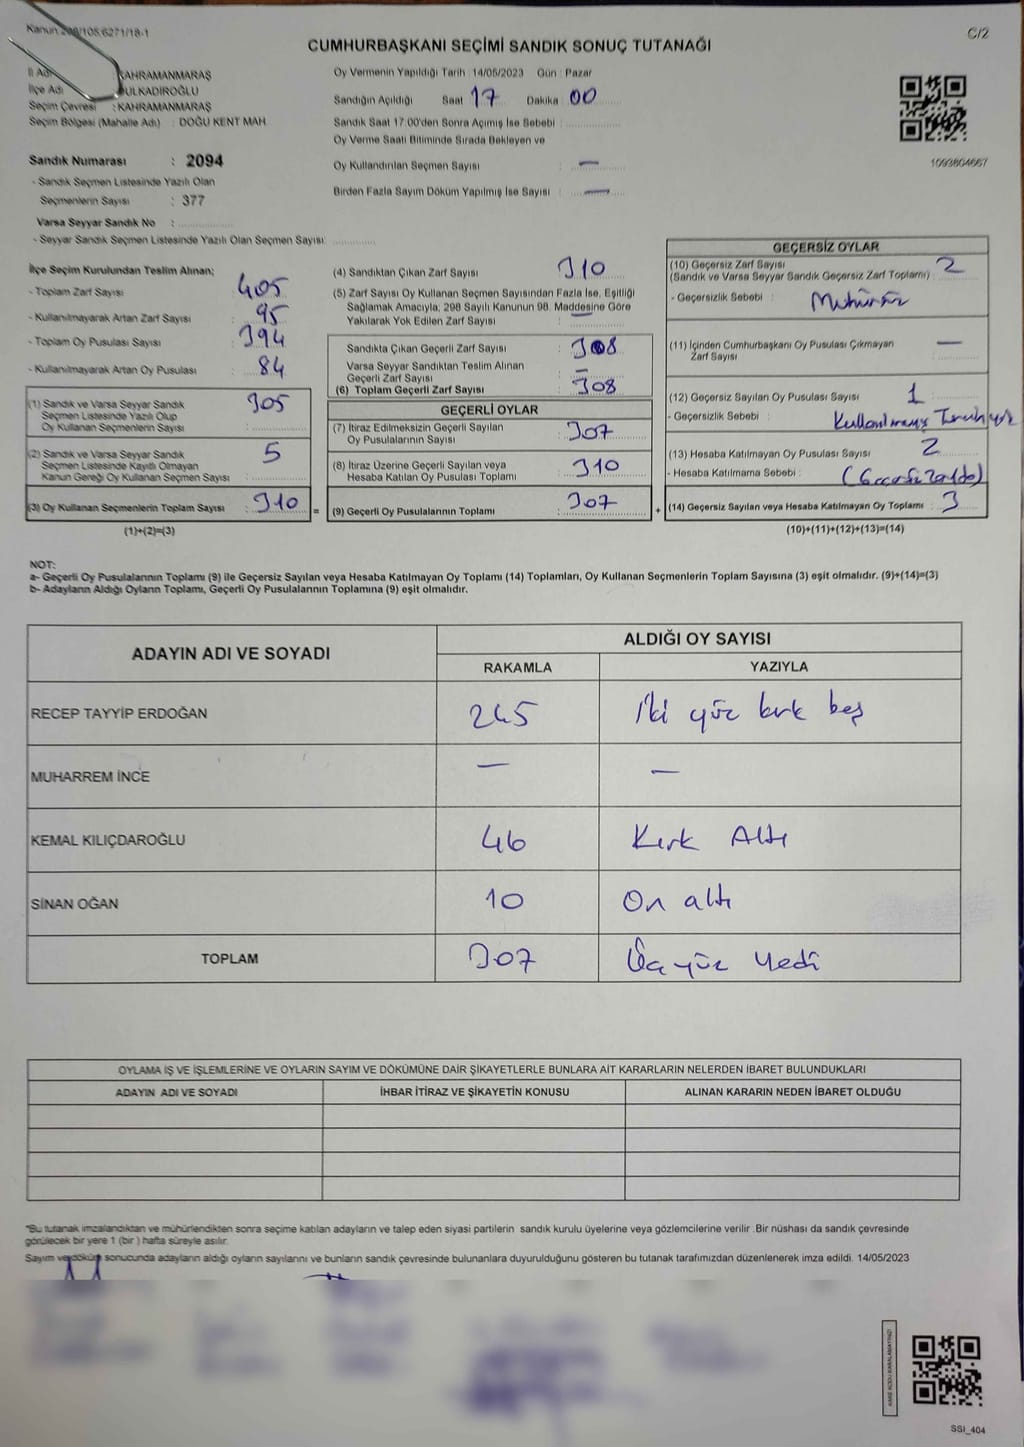 Kanun 298/105,6271/18-1
C/2
CUMHURBAŞKANI SEÇİMİ SANDIK SONUÇ TUTANAĞI
İl Adı KAHRAMANMARAŞ
İlçe Adı DULKADİROĞLU
Seçim Çevresi : KAHRAMANMARAŞ
Seçim Bölgesi (Mahalle Adı) : DOĞU KENT MAH.
Sandık Numarası : 2094
- Sandık Seçmen Listesinde Yazılı Olan
Seçmenlerin Sayısı : 377
Varsa Seyyar Sandık No :
- Seyyar Sandık Seçmen Listesinde Yazılı Olan Seçmen Sayısı:
Oy Vermenin Yapıldığı Tarih : 14/05/2023 Gün : Pazar
Sandığın Açıldığı Saat 17 Dakika 00
Sandık Saat 17:00'den Sonra Açımış İse Sebebi :
Oy Verme Saati Bitiminde Sırada Bekleyen ve
Oy Kullandırılan Seçmen Sayısı : —
Birden Fazla Sayım Döküm Yapılmış İse Sayısı : —
1093804667
İlçe Seçim Kurulundan Teslim Alınan;
- Toplam Zarf Sayısı 405
- Kullanılmayarak Artan Zarf Sayısı 95
- Toplam Oy Pusulası Sayısı 394
- Kullanılmayarak Artan Oy Pusulası 84
(1) Sandık ve Varsa Seyyar Sandık 305
Seçmen Listesinde Yazılı Olup
Oy Kullanan Seçmenlerin Sayısı
(2) Sandık ve Varsa Seyyar Sandık 5
Seçmen Listesinde Kayıtlı Olmayan
Kanun Gereği Oy Kullanan Seçmen Sayısı
(3) Oy Kullanan Seçmenlerin Toplam Sayısı : 310 =
(1)+(2)=(3)
(4) Sandıktan Çıkan Zarf Sayısı 310
(5) Zarf Sayısı Oy Kullanan Seçmen Sayısından Fazla İse, Eşitliği
Sağlamak Amacıyla, 298 Sayılı Kanunun 98. Maddesine Göre
Yakılarak Yok Edilen Zarf Sayısı : —
Sandıkta Çıkan Geçerli Zarf Sayısı : 308
Varsa Seyyar Sandıktan Teslim Alınan
Geçerli Zarf Sayısı : —
(6) Toplam Geçerli Zarf Sayısı : 308
GEÇERLİ OYLAR
(7) İtiraz Edilmeksizin Geçerli Sayılan 307
Oy Pusulalarının Sayısı
(8) İtiraz Üzerine Geçerli Sayılan veya 310
Hesaba Katılan Oy Pusulası Toplamı
(9) Geçerli Oy Pusulalarının Toplamı 307 +
GEÇERSİZ OYLAR
(10) Geçersiz Zarf Sayısı 2
(Sandık ve Varsa Seyyar Sandık Geçersiz Zarf Toplamı) :
- Geçersizlik Sebebi :
(11) İçinden Cumhurbaşkanı Oy Pusulası Çıkmayan —
Zarf Sayısı
(12) Geçersiz Sayılan Oy Pusulası Sayısı 1
- Geçersizlik Sebebi : Kullanılmamış
(13) Hesaba Katılmayan Oy Pusulası Sayısı 2
- Hesaba Katılmama Sebebi :
(14) Geçersiz Sayılan veya Hesaba Katılmayan Oy Toplamı : 3
(10)+(11)+(12)+(13)=(14)
NOT:
a- Geçerli Oy Pusulalarının Toplamı (9) ile Geçersiz Sayılan veya Hesaba Katılmayan Oy Toplamı (14) Toplamları, Oy Kullanan Seçmenlerin Toplam Sayısına (3) eşit olmalıdır. (9)+(14)=(3)
b- Adayların Aldığı Oyların Toplamı, Geçerli Oy Pusulalarının Toplamına (9) eşit olmalıdır.
ADAYIN ADI VE SOYADI ALDIĞI OY SAYISI
RAKAMLA YAZIYLA
RECEP TAYYİP ERDOĞAN 245 İki yüz kırk beş
MUHARREM İNCE — —
KEMAL KILIÇDAROĞLU 46 Kırk Altı
SİNAN OĞAN 10 On altı
TOPLAM 307 Üç yüz Yedi
OYLAMA İŞ VE İŞLEMLERİNE VE OYLARIN SAYIM VE DÖKÜMÜNE DAİR ŞİKAYETLERLE BUNLARA AİT KARARLARIN NELERDEN İBARET BULUNDUKLARI
ADAYIN ADI VE SOYADI İHBAR İTİRAZ VE ŞİKAYETİN KONUSU ALINAN KARARIN NEDEN İBARET OLDUĞU
*Bu tutanak imzalandıktan ve mühürlendikten sonra seçime katılan adayların ve talep eden siyasi partilerin sandık kurulu üyelerine veya gözlemcilerine verilir .Bir nüshası da sandık çevresinde
görülecek bir yere 1 (bir ) hafta süreyle asılır.
Sayım ve döküm sonucunda adayların aldığı oyların sayılarını ve bunların sandık çevresinde bulunanlara duyurulduğunu gösteren bu tutanak tarafımızdan düzenlenerek imza edildi. 14/05/2023
KARE KODU KARALAMAYINIZ!
SSI_404